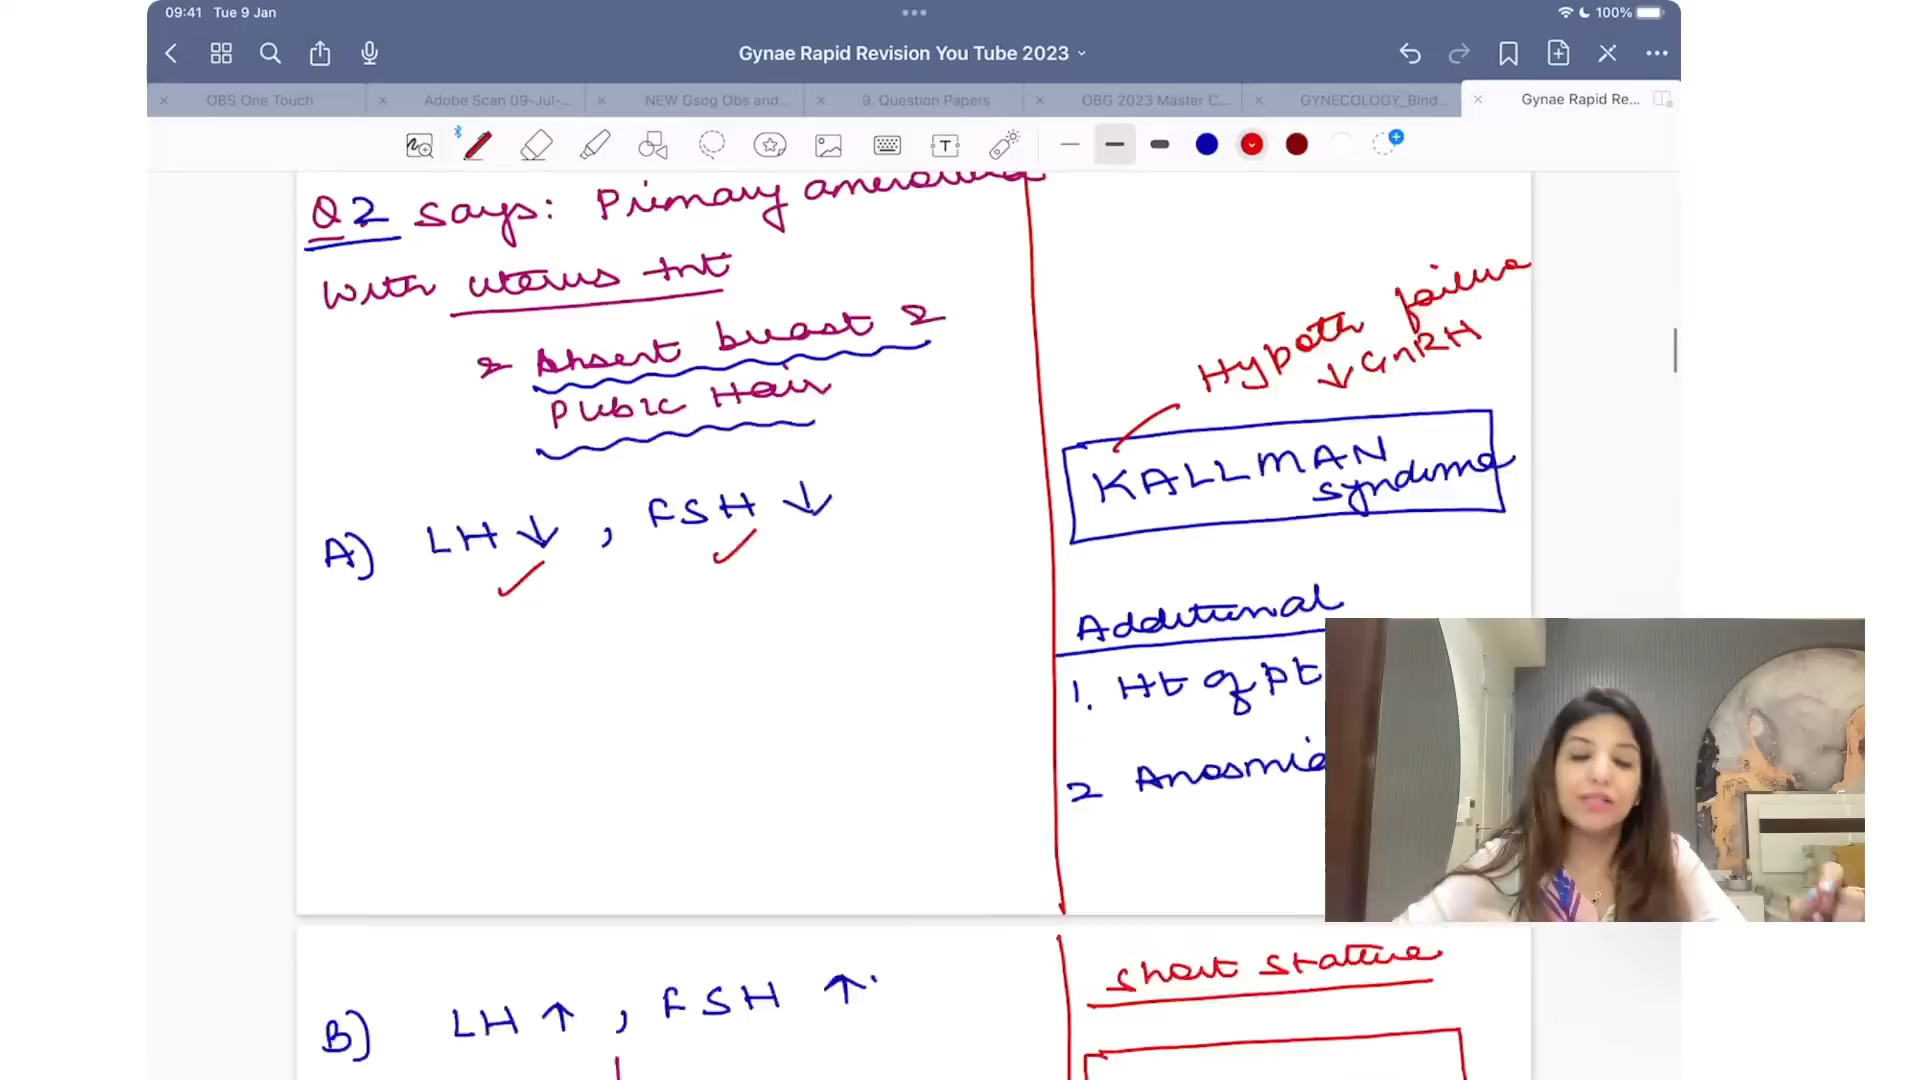 09:41 Tue 9 Jan
100%
Gynae Rapid Revision You Tube 2023
OBS One Touch
Adobe Scan 09-Jul-...
NEW Gsog Obs and...
9. Question Papers
OBG 2023 Master C...
GYNECOLOGY_Bind...
Gynae Rapid Re...
Q2 says: Primary
with uterus +nt
& Absent breast &
Pubic Hair
A) LH ↓ , FSH ↓
Hypoth failure
↓ GnRH
KALLMAN
syndrome
Additional
1. Ht of pt
2 Anosmia
B) LH ↑ , FSH ↑
short stature